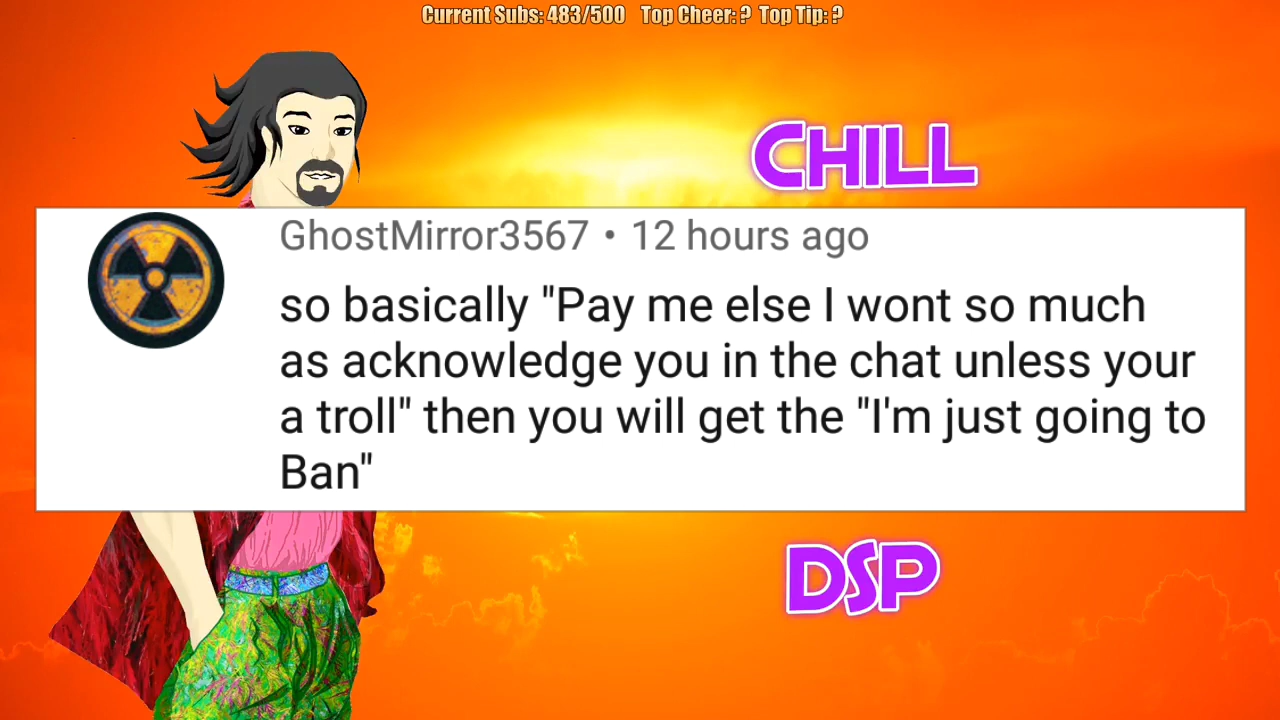 Current Subs: 483/500 Top Cheer: ? Top Tip: ?
CHILL
GhostMirror3567 • 12 hours ago
so basically "Pay me else I wont so much
as acknowledge you in the chat unless your
a troll" then you will get the "I'm just going to
Ban"
DSP